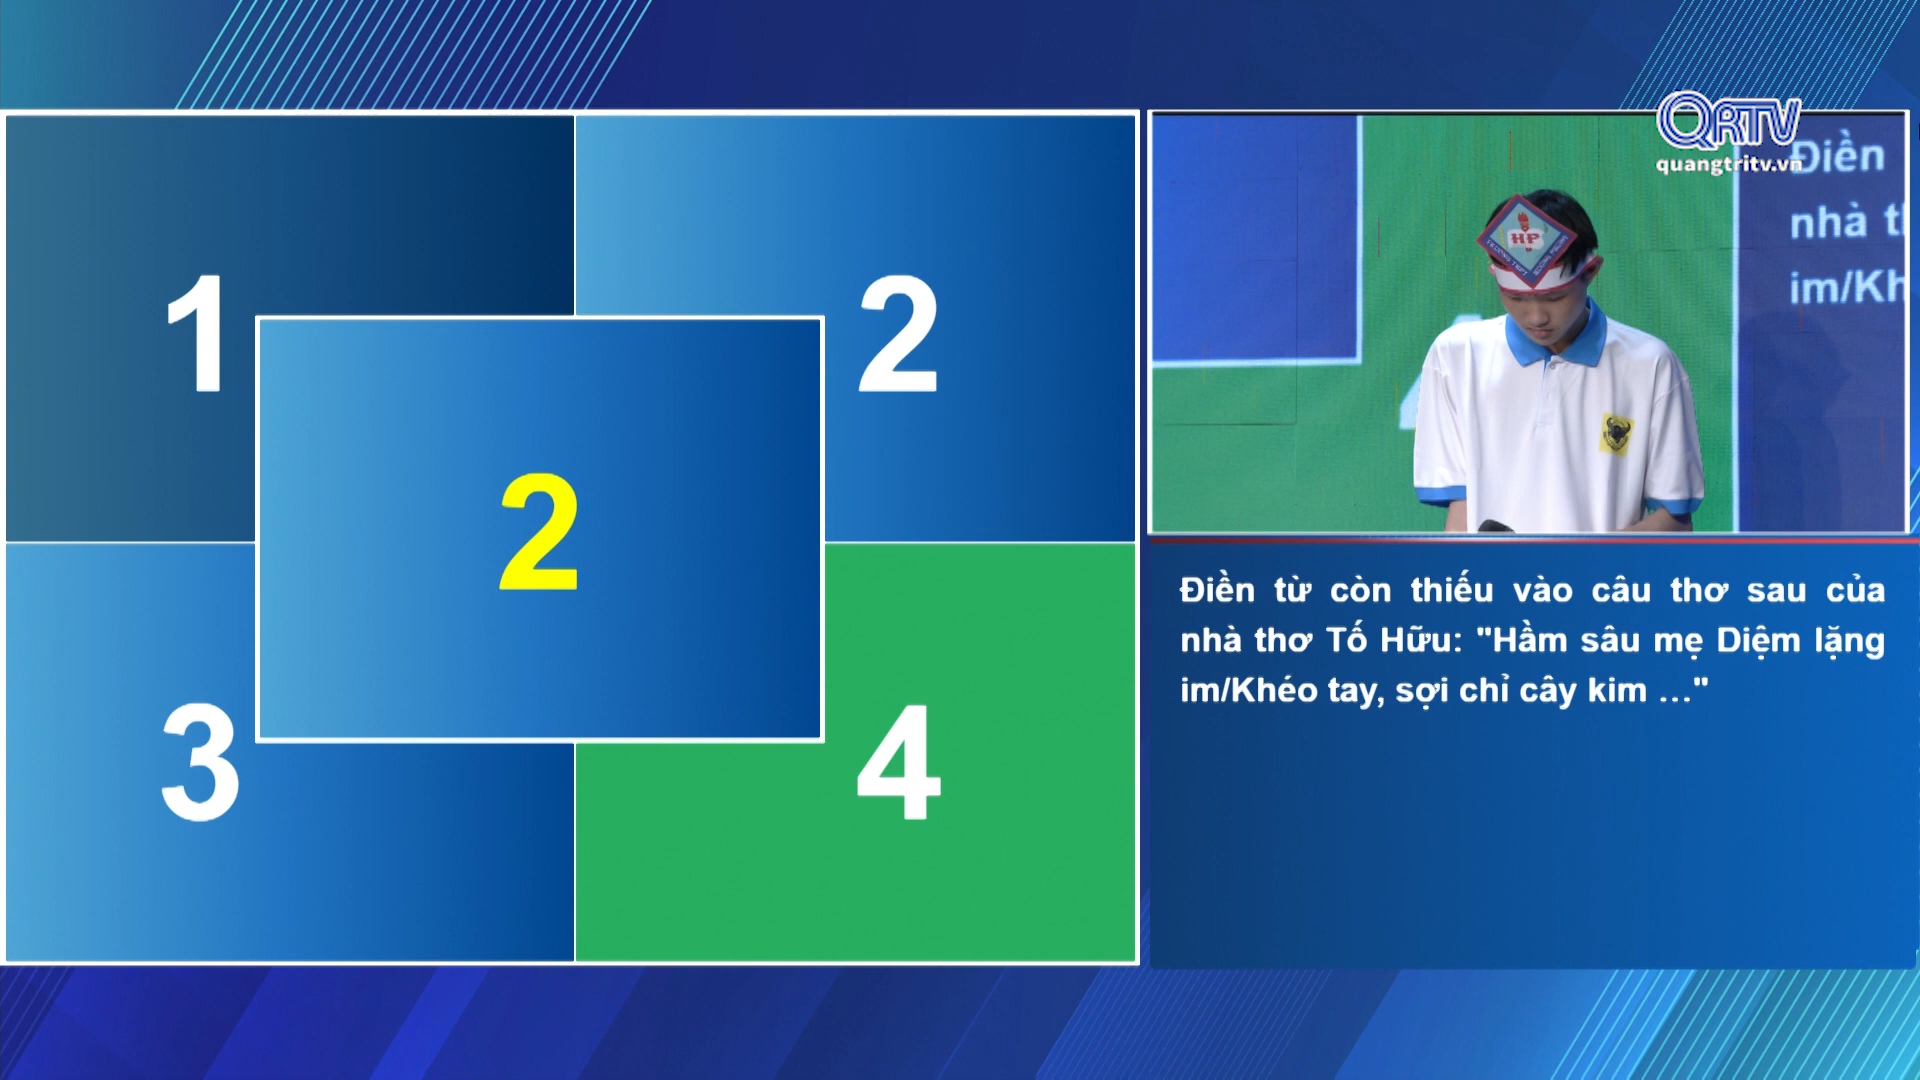 1
2
2
3
4
QRTV
quangtritv.vn
Điền
nhà t
im/Kh
HP
Điền từ còn thiếu vào câu thơ sau của
nhà thơ Tố Hữu: "Hầm sâu mẹ Diệm lặng
im/Khéo tay, sợi chỉ cây kim ..."